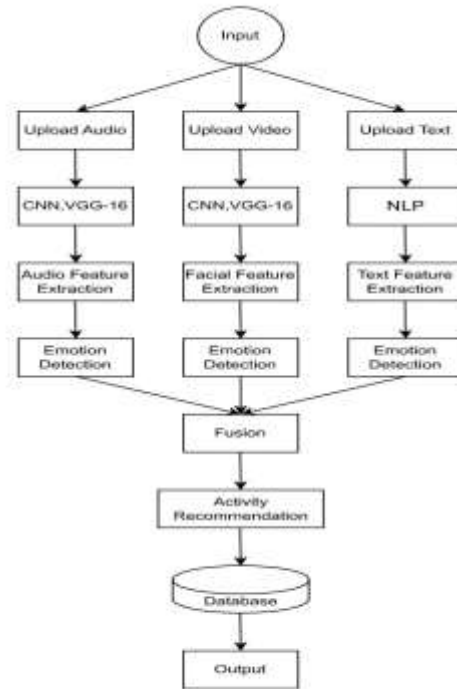 Input
Upload Audio
Upload Video
Upload Text
CNN,VGG-16
CNN,VGG-16
NLP
Audio Feature
Extraction
Facial Feature
Extraction
Text Feature
Extraction
Emotion
Detection
Emotion
Detection
Emotion
Detection
Fusion
Activity
Recommendation
Database
Output